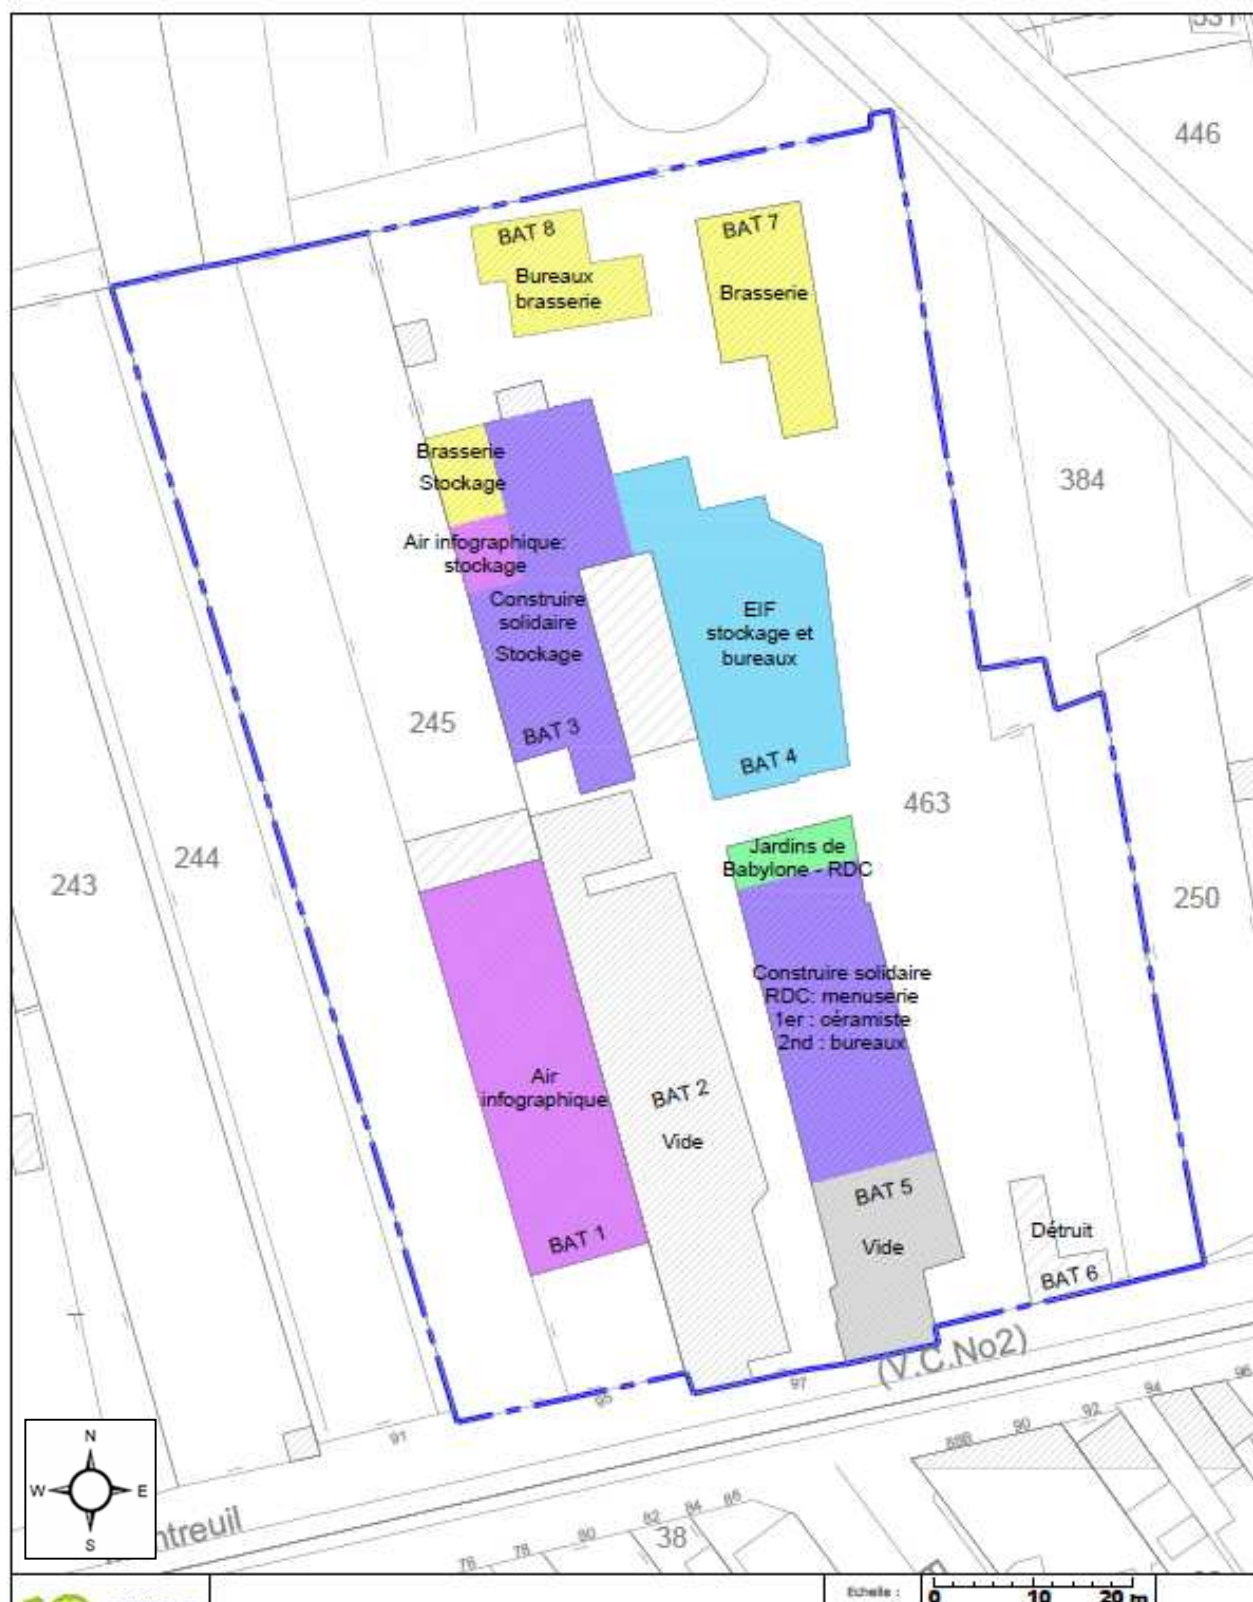 446
BAT 8
Bureaux
brasserie
BAT 7
Brasserie
Brasserie
Stockage
Air infographique:
stockage
Construire
solidaire
Stockage
BAT 3
EIF
stockage et
bureaux
BAT 4
384
245
463
244
243
250
Jardins de
Babylone - RDC
Construire solidaire
RDC: menuserie
1er : céramiste
2nd : bureaux
Air
infographique
BAT 1
BAT 2
Vide
BAT 5
Vide
Détruit
BAT 6
(V.C.No2)
91
95
97
88B
90
92
94
96
76
78
80
82
84
86
38
N
W
E
S
Echelle :
0 10 20 m